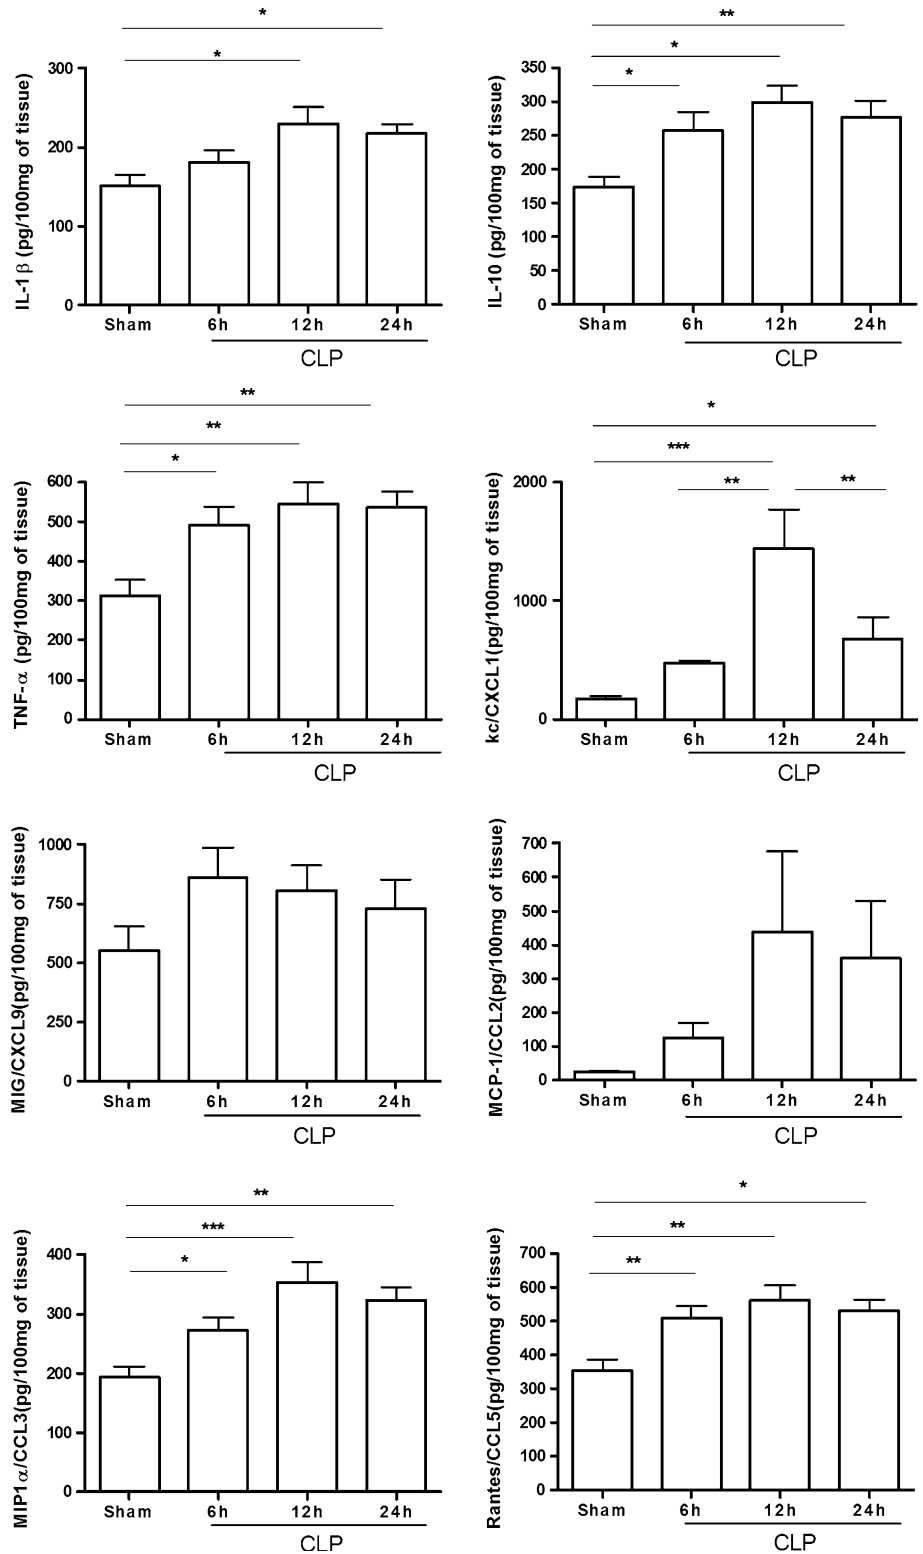 *
*
IL-1β (pg/100mg of tissue)
300
200
100
0
Sham 6h 12h 24h
CLP
**
*
*
IL-10 (pg/100mg of tissue)
350
300
250
200
150
100
50
0
Sham 6h 12h 24h
CLP
**
**
*
TNF-α (pg/100mg of tissue)
600
500
400
300
200
100
0
Sham 6h 12h 24h
CLP
*
***
** **
kc/CXCL1(pg/100mg of tissue)
2000
1000
0
Sham 6h 12h 24h
CLP
MIG/CXCL9(pg/100mg of tissue)
1000
750
500
250
0
Sham 6h 12h 24h
CLP
MCP-1/CCL2(pg/100mg of tissue)
700
600
500
400
300
200
100
0
Sham 6h 12h 24h
CLP
**
***
*
MIP1α/CCL3(pg/100mg of tissue)
400
300
200
100
0
Sham 6h 12h 24h
CLP
*
**
**
Rantes/CCL5(pg/100mg of tissue)
700
600
500
400
300
200
100
0
Sham 6h 12h 24h
CLP